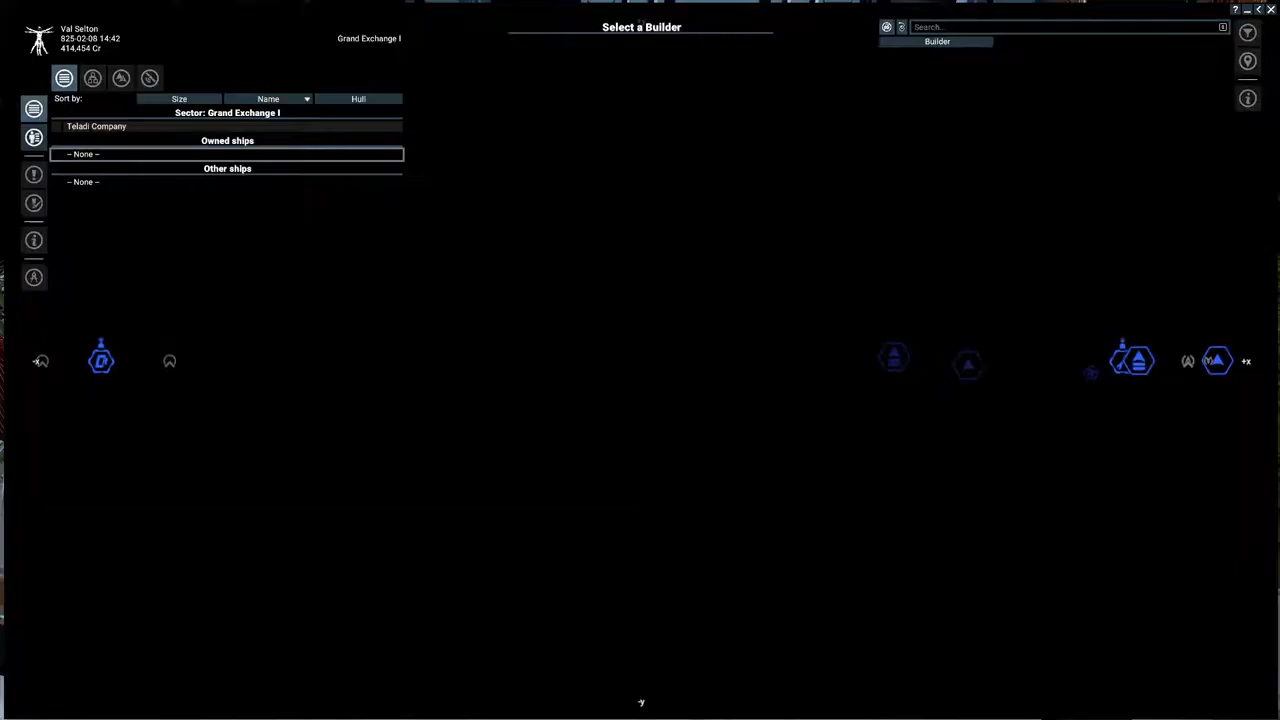 Val Selton
825-02-08 14:42
414,454 Cr
Grand Exchange I
Select a Builder
Search...
Builder
Sort by:
Size
Name
Hull
Sector: Grand Exchange I
Teladi Company
Owned ships
-- None --
Other ships
-- None --
-x
+x
-y